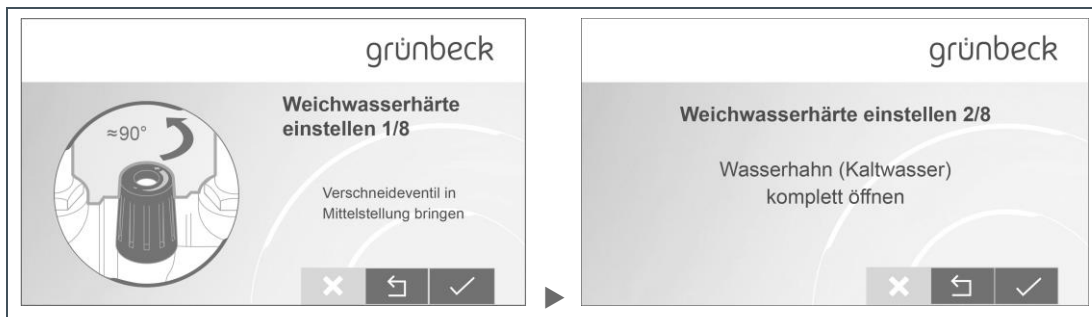 grünbeck
Weichwasserhärte
einstellen 1/8
≈90°
Verschneideventil in
Mittelstellung bringen
grünbeck
Weichwasserhärte einstellen 2/8
Wasserhahn (Kaltwasser)
komplett öffnen